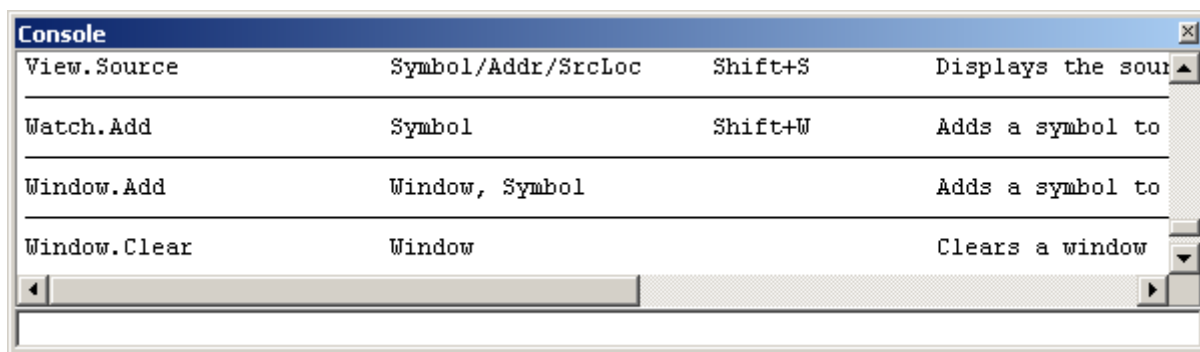 Console
View.Source Symbol/Addr/SrcLoc Shift+S Displays the
Watch.Add Symbol Shift+W Adds a symbol to
Window.Add Window, Symbol Adds a symbol to
Window.Clear Window Clears a window